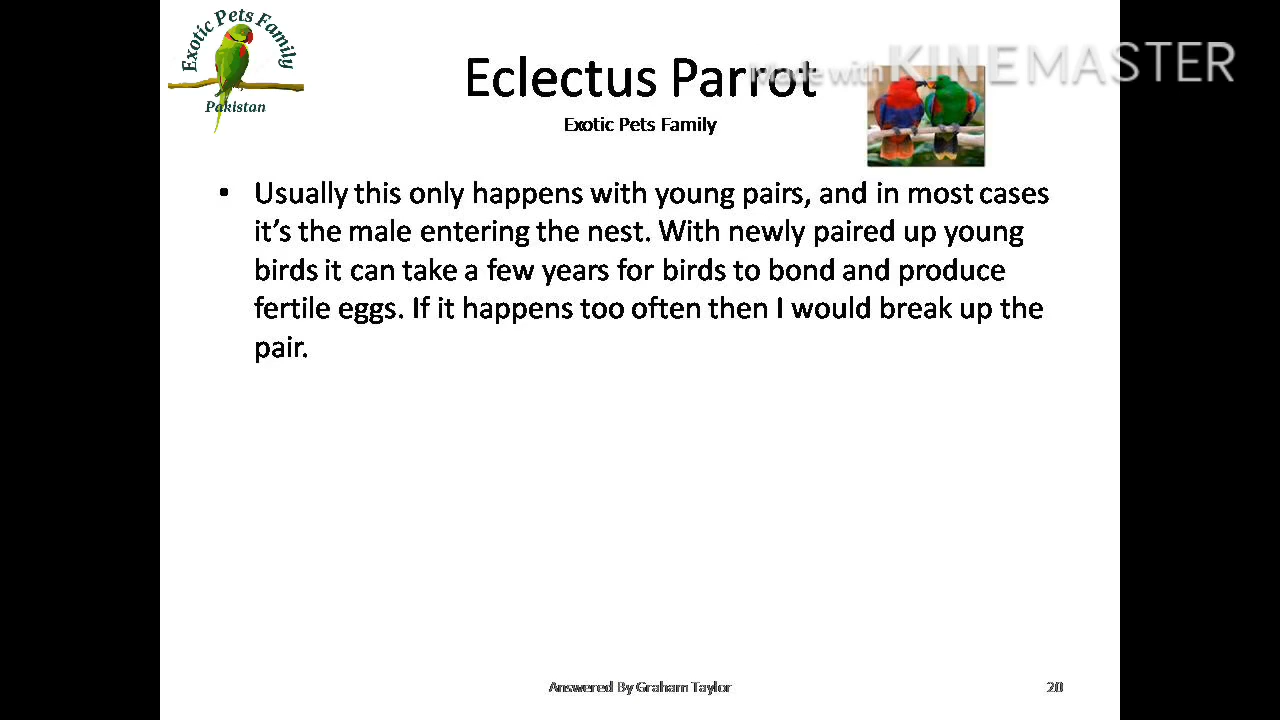 Exotic Pets Family
Pakistan
Made with KINEMASTER
Eclectus Parrot
Exotic Pets Family
• Usually this only happens with young pairs, and in most cases
it’s the male entering the nest. With newly paired up young
birds it can take a few years for birds to bond and produce
fertile eggs. If it happens too often then I would break up the
pair.
Answered By Graham Taylor
20